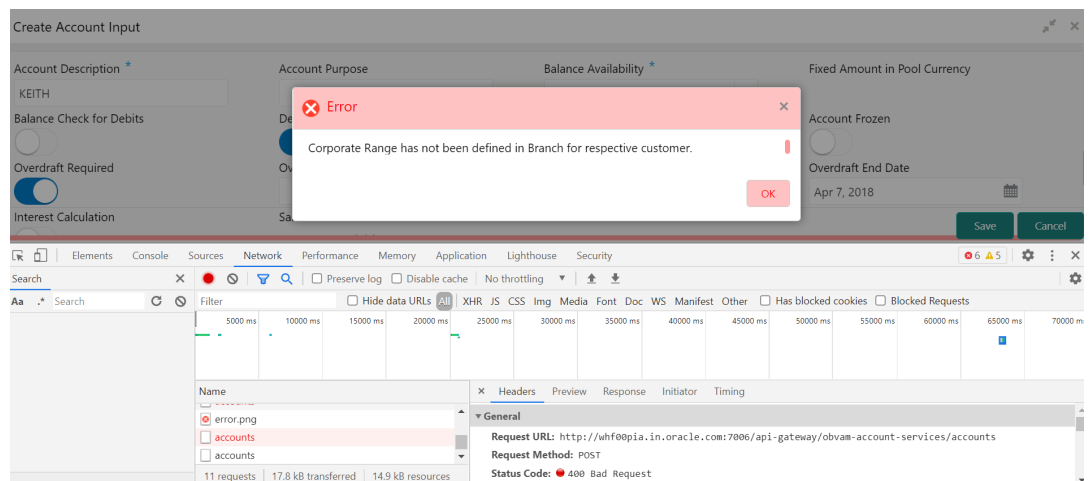 Create Account Input
Account Description * Account Purpose Balance Availability * Fixed Amount in Pool Currency
KEITH
Error
Balance Check for Debits De Account Frozen
Corporate Range has not been defined in Branch for respective customer.
Overdraft Required Ov Overdraft End Date
OK
Apr 7, 2018
Interest Calculation Sa
Save Cancel
Elements Console Sources Network Performance Memory Application Lighthouse Security 6 5
Search Preserve log Disable cache No throttling
Aa .* Search Filter Hide data URLs All XHR JS CSS Img Media Font Doc WS Manifest Other Has blocked cookies Blocked Requests
5000 ms 10000 ms 15000 ms 20000 ms 25000 ms 30000 ms 35000 ms 40000 ms 45000 ms 50000 ms 55000 ms 60000 ms 65000 ms 70000 m
Name Headers Preview Response Initiator Timing
error.png
General
accounts
Request URL: http://whf00pia.in.oracle.com:7006/api-gateway/obvam-account-services/accounts
accounts
Request Method: POST
11 requests 17.8 kB transferred 14.9 kB resources
Status Code: 400 Bad Request